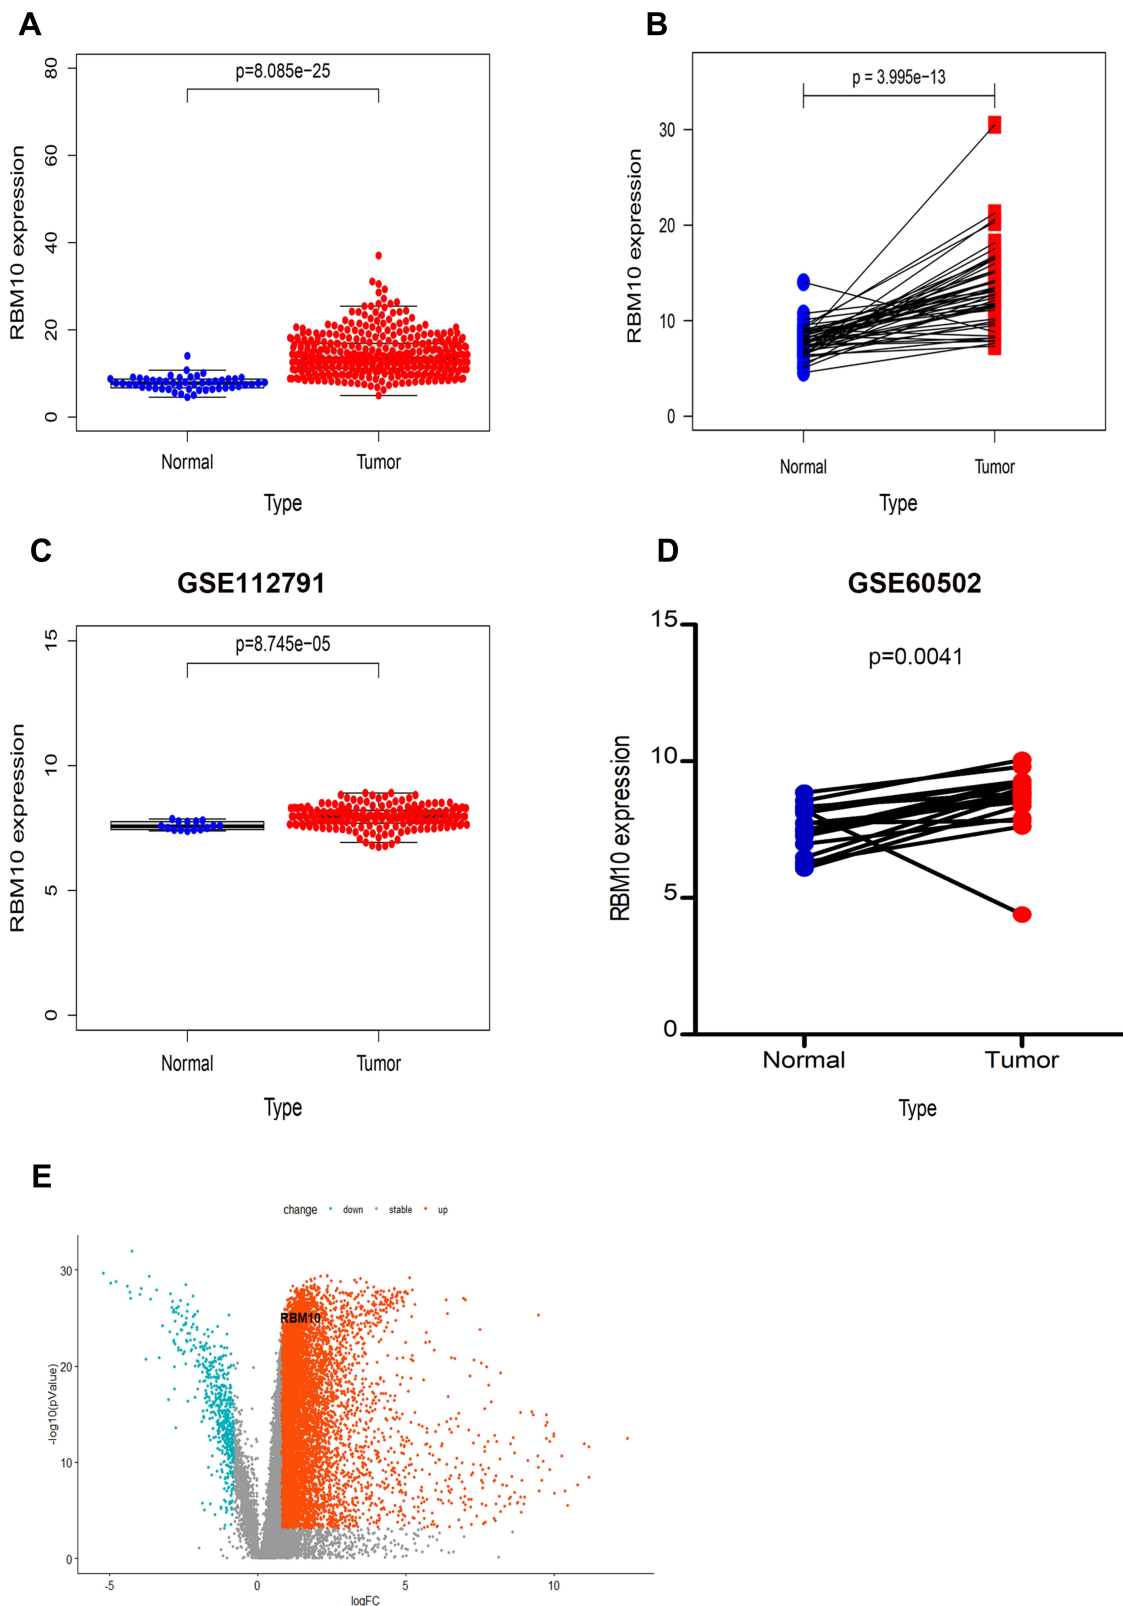 A
p=8.085e−25
RBM10 expression
80
60
40
20
0
Normal Tumor
Type
B
p = 3.995e−13
RBM10 expression
30
20
10
0
Normal Tumor
Type
C
GSE112791
p=8.745e−05
RBM10 expression
15
10
5
0
Normal Tumor
Type
D
GSE60502
p=0.0041
RBM10 expression
15
10
5
0
Normal Tumor
Type
E
change down stable up
-log10(pValue)
30
20
10
0
RBM10
-5 0 5 10
logFC